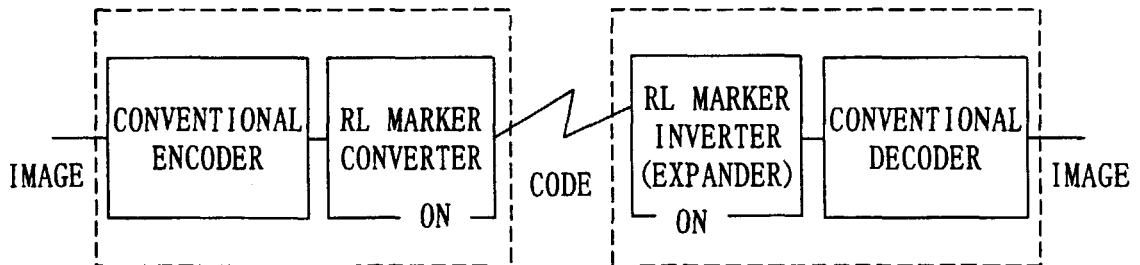 IMAGE
CONVENTIONAL
ENCODER
RL MARKER
CONVERTER
ON
CODE
RL MARKER
INVERTER
(EXPANDER)
ON
CONVENTIONAL
DECODER
IMAGE